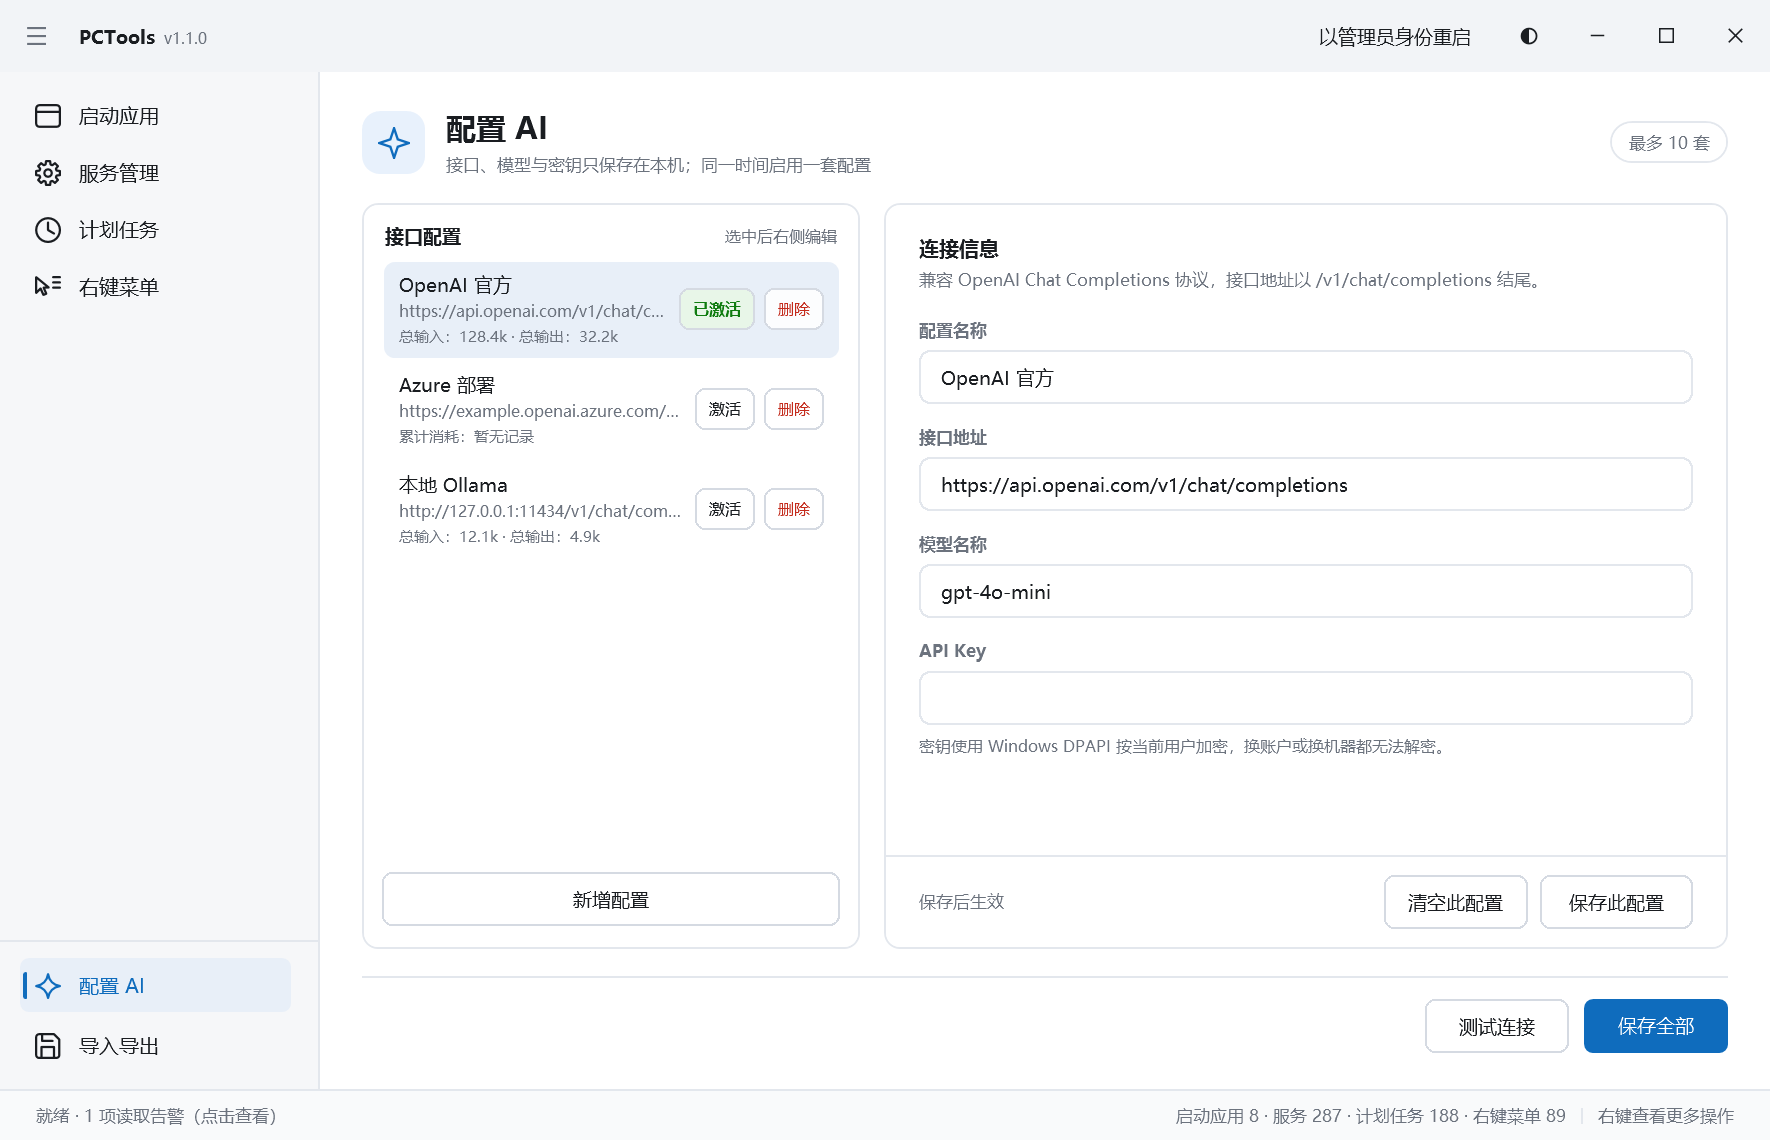 PCTools v1.1.0
以管理员身份重启
启动应用
服务管理
计划任务
右键菜单
配置 AI
导入导出
配置 AI
接口、模型与密钥只保存在本机；同一时间启用一套配置
最多 10 套
接口配置
选中后右侧编辑
OpenAI 官方
https://api.openai.com/v1/chat/c...
总输入：128.4k · 总输出：32.2k
已激活
删除
Azure 部署
https://example.openai.azure.com/...
累计消耗：暂无记录
激活
删除
本地 Ollama
http://127.0.0.1:11434/v1/chat/com...
总输入：12.1k · 总输出：4.9k
激活
删除
新增配置
连接信息
兼容 OpenAI Chat Completions 协议，接口地址以 /v1/chat/completions 结尾。
配置名称
OpenAI 官方
接口地址
https://api.openai.com/v1/chat/completions
模型名称
gpt-4o-mini
API Key
密钥使用 Windows DPAPI 按当前用户加密，换账户或换机器都无法解密。
保存后生效
清空此配置
保存此配置
测试连接
保存全部
就绪 · 1 项读取告警（点击查看）
启动应用 8 · 服务 287 · 计划任务 188 · 右键菜单 89
右键查看更多操作